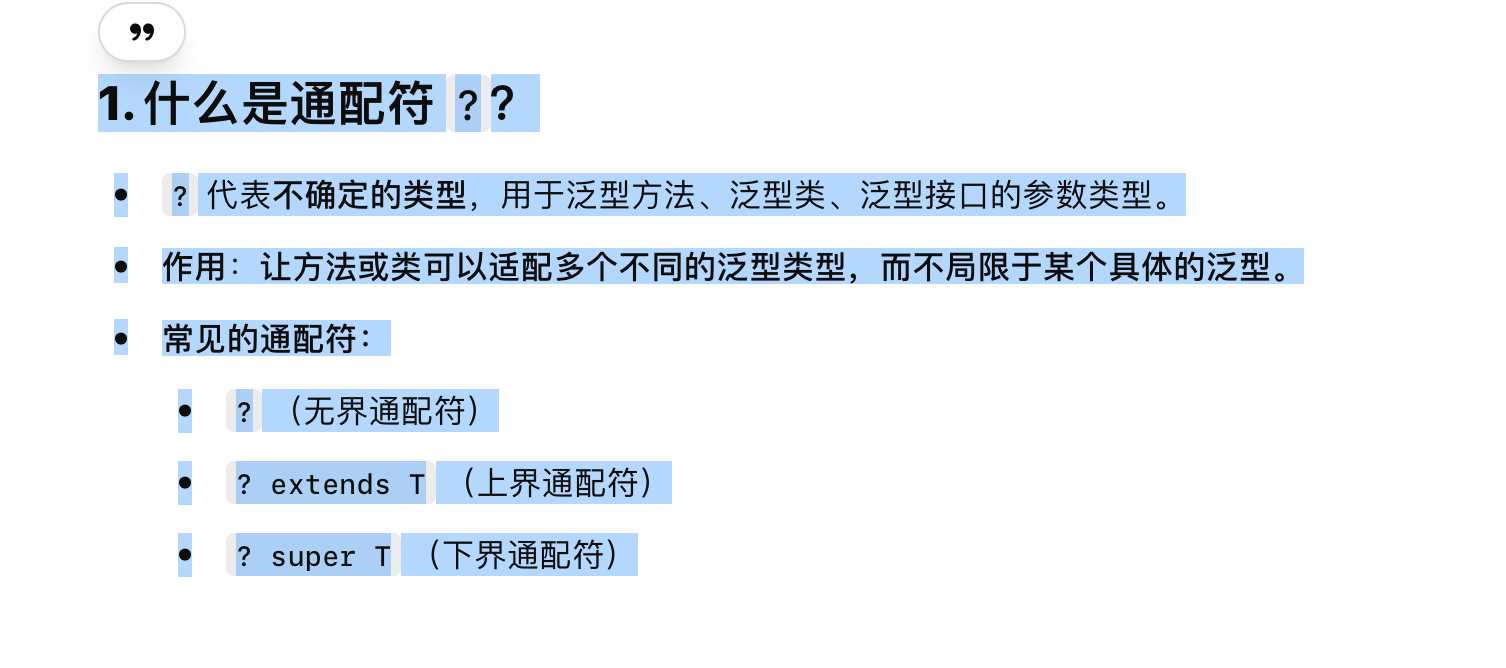 ”
1. 什么是通配符 ??
• ? 代表不确定的类型，用于泛型方法、泛型类、泛型接口的参数类型。
• 作用：让方法或类可以适配多个不同的泛型类型，而不局限于某个具体的泛型。
• 常见的通配符：
• ? （无界通配符）
• ? extends T （上界通配符）
• ? super T （下界通配符）